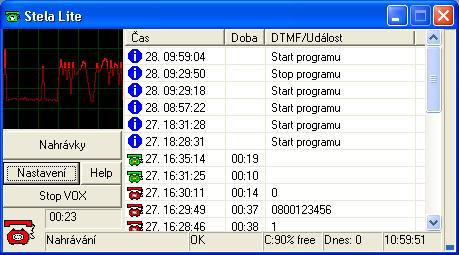 Stela Lite
Čas Doba DTMF/Událost
28. 09:59:04 Start programu
28. 09:29:50 Stop programu
28. 09:29:18 Start programu
28. 08:57:22 Start programu
27. 18:31:28 Start programu
27. 18:28:31 Start programu
27. 16:35:14 00:19
27. 16:31:25 00:10
27. 16:30:11 00:14 0
27. 16:29:49 00:37 0800123456
27. 16:28:46 00:38 1
Nahrávky
Nastavení Help
Stop VOX
00:23
Nahrávání OK C:90% free Dnes: 0 10:59:51